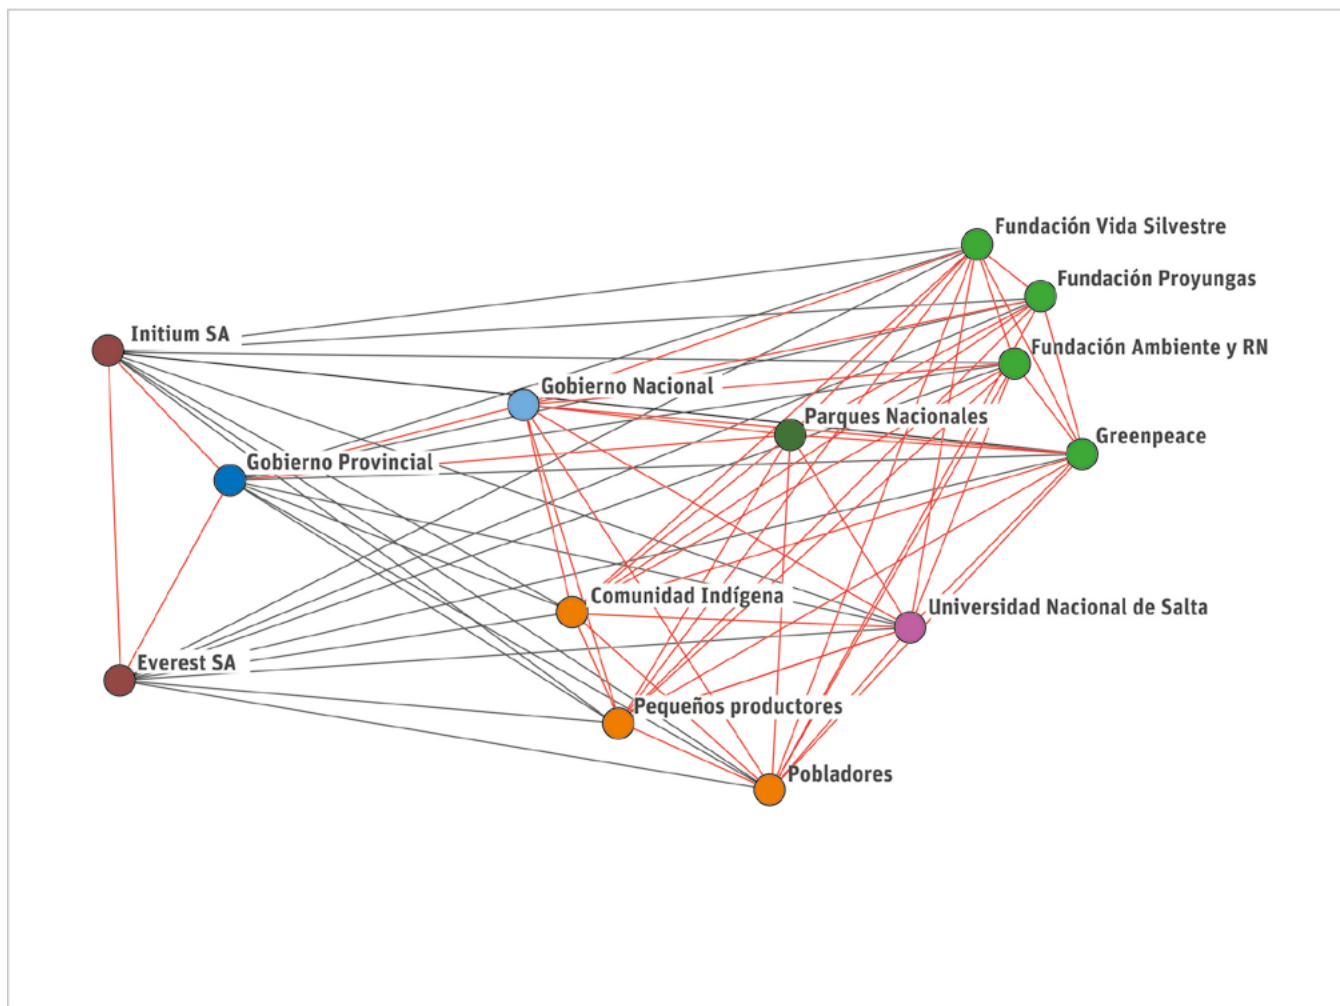 Fundación Vida Silvestre
Fundación Proyungas
Initium SA
Fundación Ambiente y RN
Gobierno Nacional
Parques Nacionales
Greenpeace
Gobierno Provincial
Comunidad Indígena
Universidad Nacional de Salta
Everest SA
Pequeños productores
Pobladores